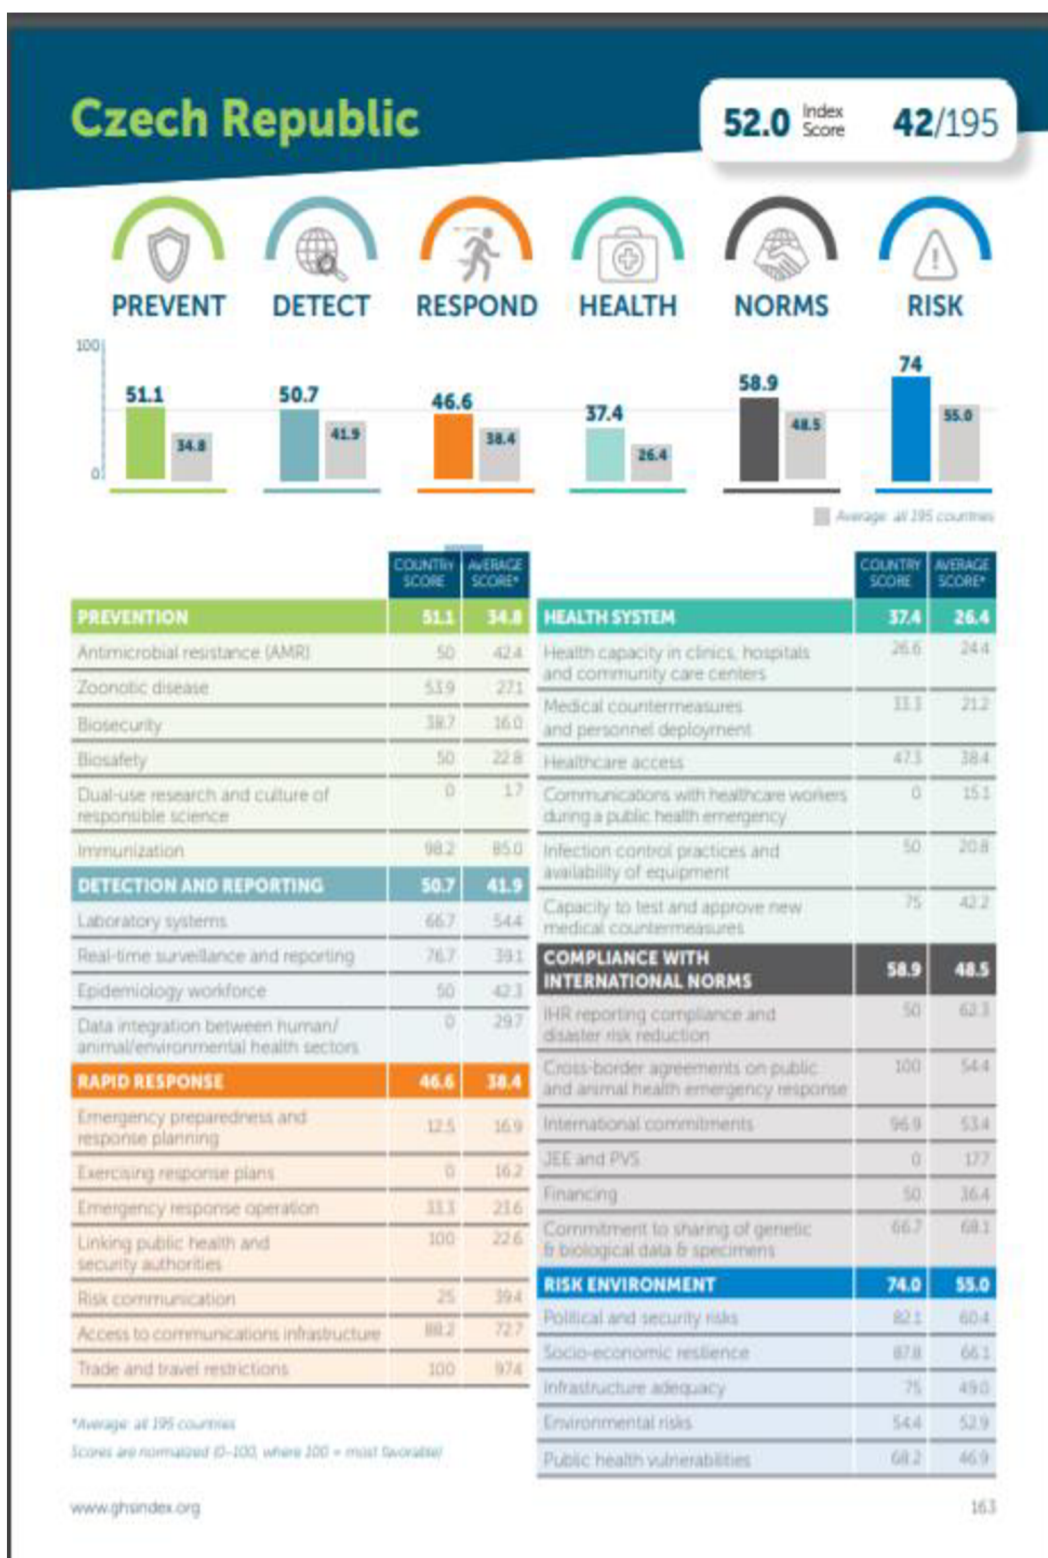 Czech Republic
52.0 Index Score 42/195
PREVENT DETECT RESPOND HEALTH NORMS RISK
100
0
51.1 34.8
50.7 41.9
46.6 38.4
37.4 26.4
58.9 48.5
74 55.0
Average: all 195 countries
COUNTRY SCORE AVERAGE SCORE*
PREVENTION 51.1 34.8
Antimicrobial resistance (AMR) 50 42.4
Zoonotic disease 53.9 27.1
Biosecurity 38.7 16.0
Biosafety 50 22.8
Dual-use research and culture of
responsible science 0 1.7
Immunization 98.2 85.0
DETECTION AND REPORTING 50.7 41.9
Laboratory systems 66.7 54.4
Real-time surveillance and reporting 76.7 39.1
Epidemiology workforce 50 42.3
Data integration between human/
animal/environmental health sectors 0 29.7
RAPID RESPONSE 46.6 38.4
Emergency preparedness and
response planning 12.5 16.9
Exercising response plans 0 16.2
Emergency response operation 33.3 23.6
Linking public health and
security authorities 100 22.6
Risk communication 25 39.4
Access to communications infrastructure 88.2 72.7
Trade and travel restrictions 100 97.4
*Average: all 195 countries
Scores are normalized (0–100, where 100 = most favorable)
COUNTRY SCORE AVERAGE SCORE*
HEALTH SYSTEM 37.4 26.4
Health capacity in clinics, hospitals
and community care centers 26.6 24.4
Medical countermeasures
and personnel deployment 33.3 21.2
Healthcare access 47.3 38.4
Communications with healthcare workers
during a public health emergency 0 15.1
Infection control practices and
availability of equipment 50 20.8
Capacity to test and approve new
medical countermeasures 75 42.2
COMPLIANCE WITH
INTERNATIONAL NORMS 58.9 48.5
IHR reporting compliance and
disaster risk reduction 50 62.3
Cross-border agreements on public
and animal health emergency response 100 54.4
International commitments 96.9 53.4
JEE and PVS 0 17.7
Financing 50 36.4
Commitment to sharing of genetic
& biological data & specimens 66.7 68.1
RISK ENVIRONMENT 74.0 55.0
Political and security risks 82.1 60.4
Socio-economic resilience 87.8 66.1
Infrastructure adequacy 75 49.0
Environmental risks 54.4 52.9
Public health vulnerabilities 68.2 46.9
www.ghsindex.org 163